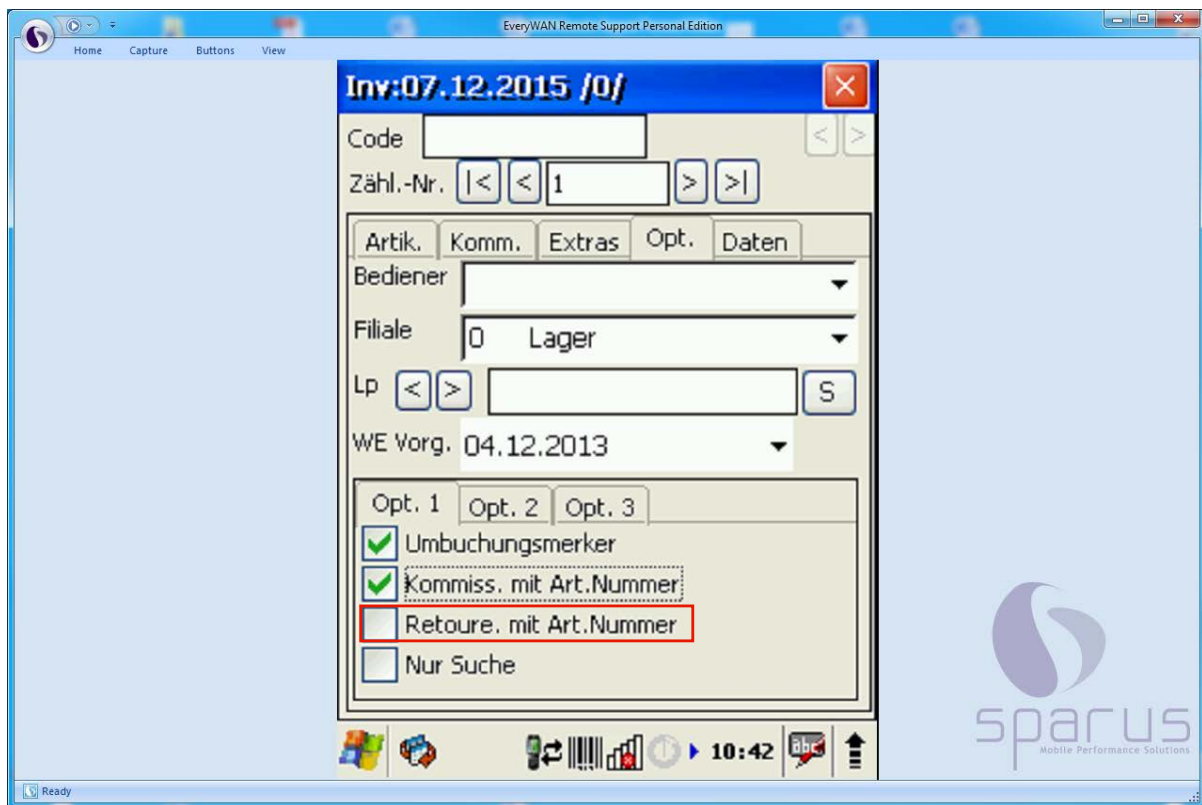 EveryWAN Remote Support Personal Edition
Home Capture Buttons View
Inv:07.12.2015 /0/
Code < >
Zähl.-Nr. |< < 1 > >|
Artik. Komm. Extras Opt. Daten
Bediener
Filiale 0 Lager
Lp < > S
WE Vorg. 04.12.2013
Opt. 1 Opt. 2 Opt. 3
Umbuchungsmerker
Kommiss. mit Art.Nummer
Retoure. mit Art.Nummer
Nur Suche
10:42 abc
sparus
Mobile Performance Solutions
Ready